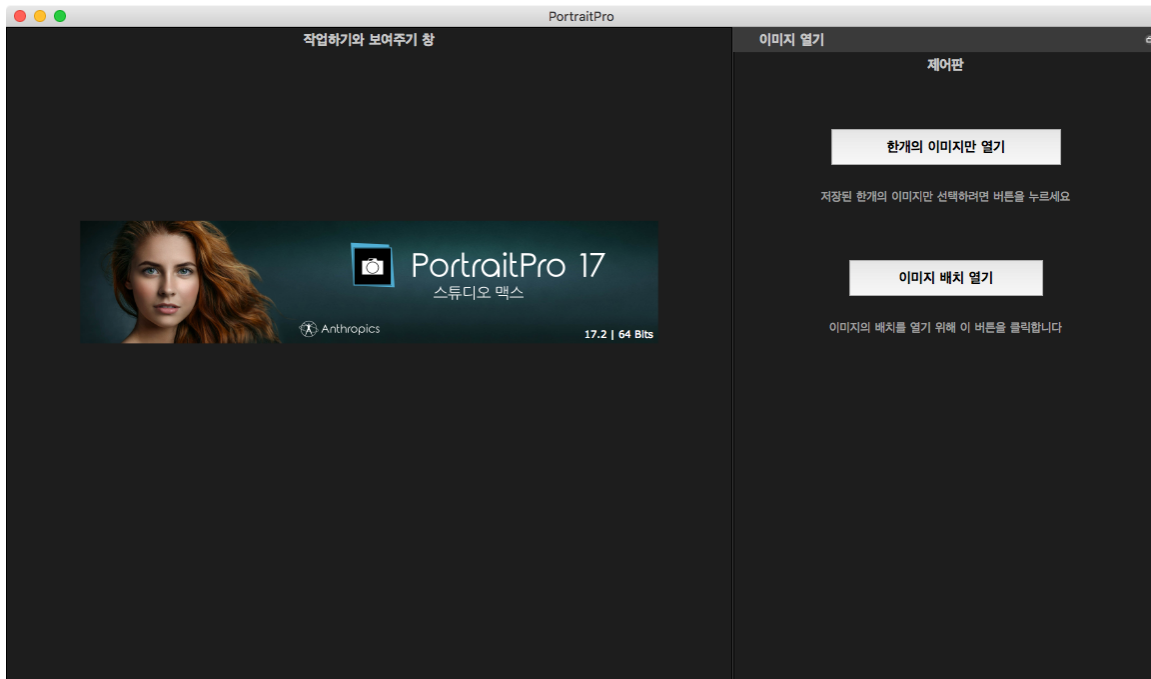 PortraitPro
작업하기와 보여주기 창
PortraitPro 17
스튜디오 맥스
Anthropics
17.2 | 64 Bits
이미지 열기
제어판
한개의 이미지만 열기
저장된 한개의 이미지만 선택하려면 버튼을 누르세요
이미지 배치 열기
이미지의 배치를 열기 위해 이 버튼을 클릭합니다